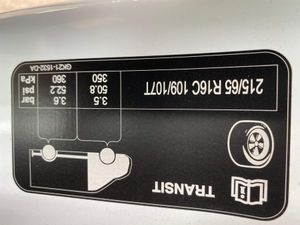 TRANSIT
215/65 R16C 109/107T
3.5 3.6 bar
50.8 52.2 psi
350 360 kPa
GK21-1532-DA